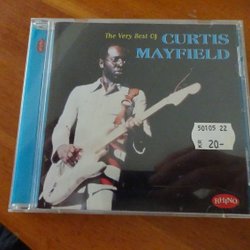 The Very Best Of
CURTIS
MAYFIELD
50105 22
20-
RHINO